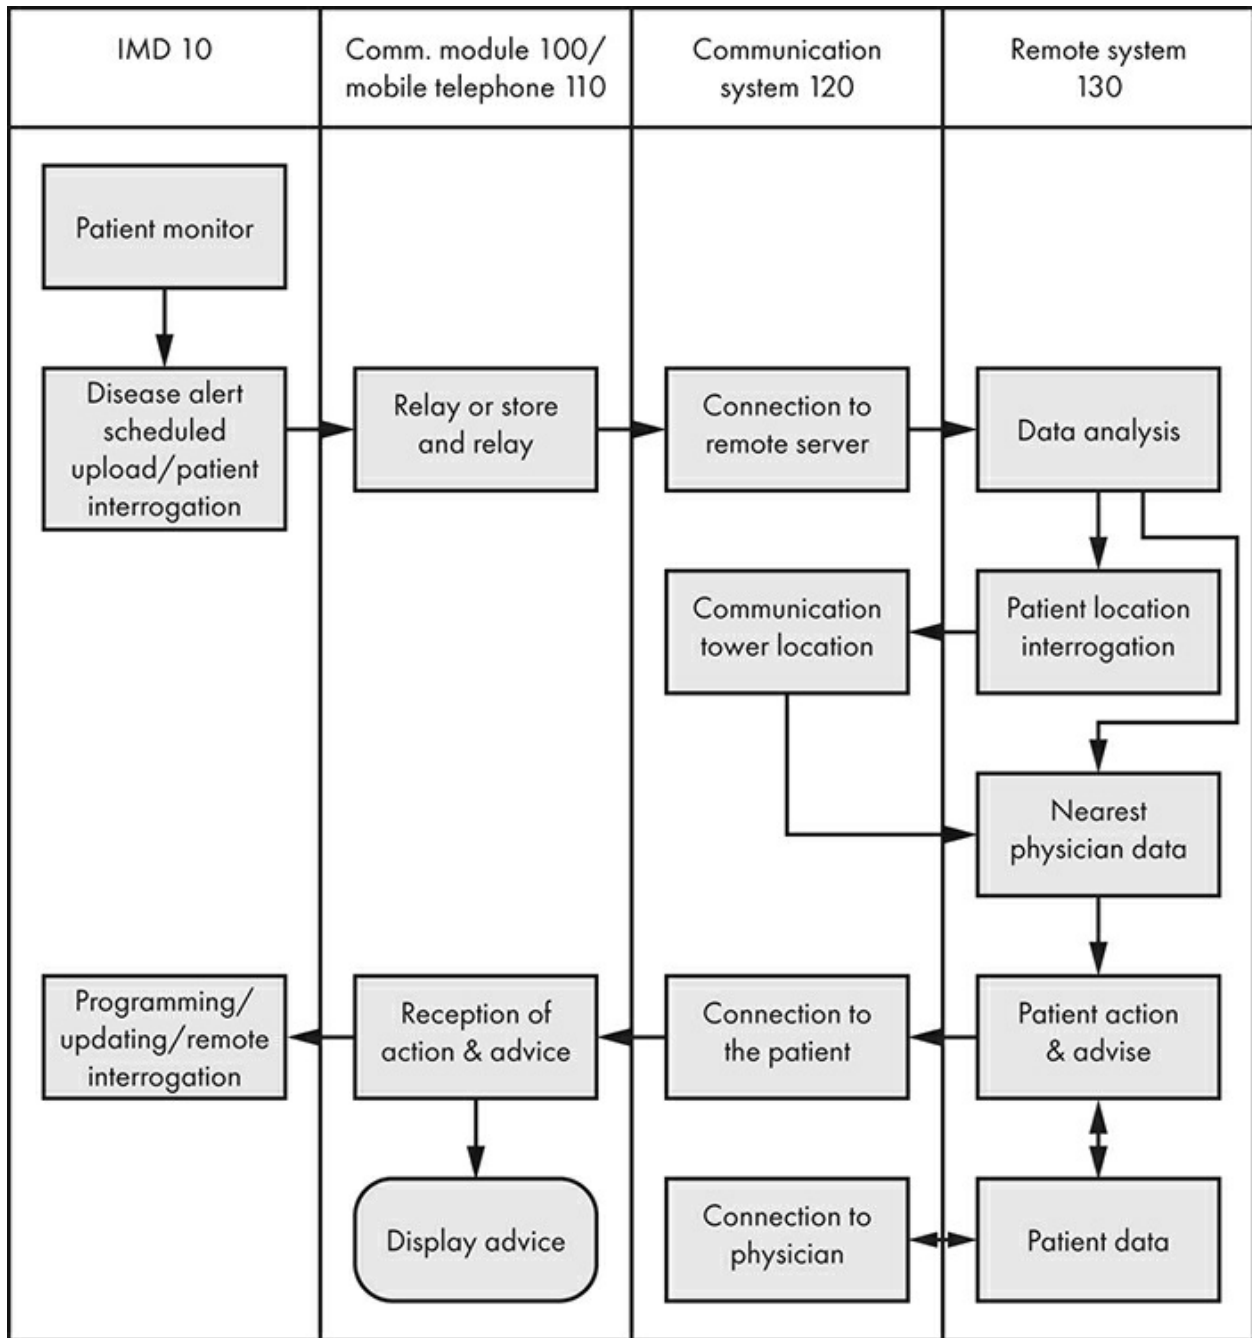 IMD 10
Comm. module 100/
mobile telephone 110
Communication
system 120
Remote system
130
Patient monitor
Disease alert
scheduled
upload/patient
interrogation
Relay or store
and relay
Connection to
remote server
Data analysis
Communication
tower location
Patient location
interrogation
Nearest
physician data
Programming/
updating/remote
interrogation
Reception of
action & advice
Connection to
the patient
Patient action
& advise
Display advice
Connection to
physician
Patient data